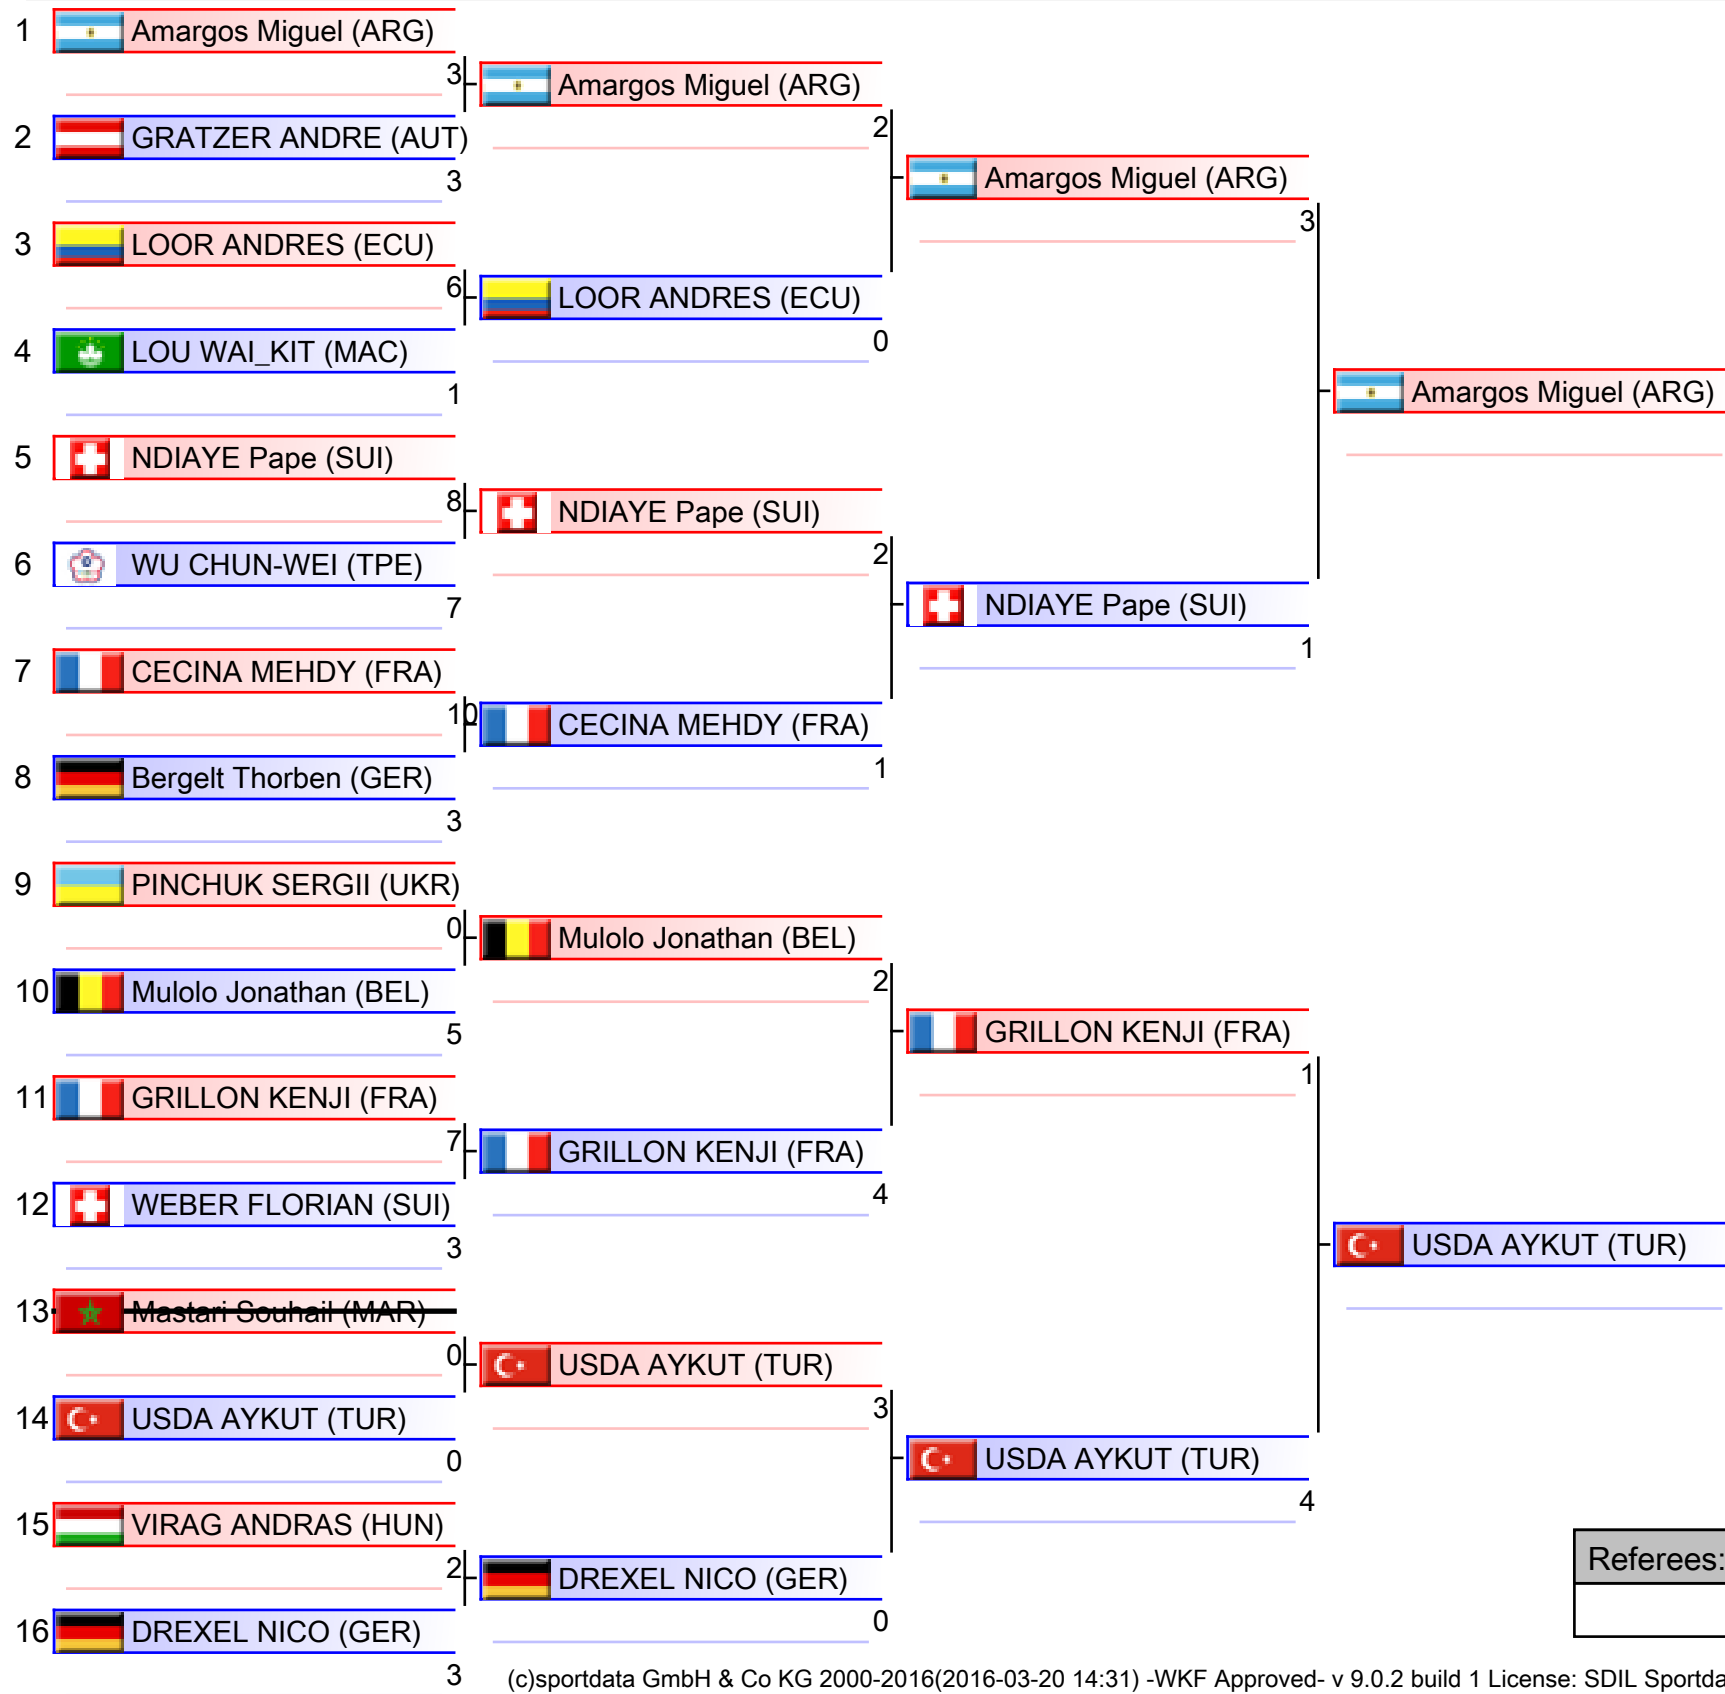 1 Amargos Miguel (ARG)
3
2 GRATZER ANDRE (AUT)
3
3 LOOR ANDRES (ECU)
6
4 LOU WAI_KIT (MAC)
1
5 NDIAYE Pape (SUI)
8
6 WU CHUN-WEI (TPE)
7
7 CECINA MEHDY (FRA)
10
8 Bergelt Thorben (GER)
3
9 PINCHUK SERGII (UKR)
0
10 Mulolo Jonathan (BEL)
5
11 GRILLON KENJI (FRA)
7
12 WEBER FLORIAN (SUI)
3
13 Mastari Souhail (MAR)
0
14 USDA AYKUT (TUR)
0
15 VIRAG ANDRAS (HUN)
2
16 DREXEL NICO (GER)
3
Amargos Miguel (ARG)
2
LOOR ANDRES (ECU)
0
NDIAYE Pape (SUI)
2
CECINA MEHDY (FRA)
1
Mulolo Jonathan (BEL)
2
GRILLON KENJI (FRA)
4
USDA AYKUT (TUR)
3
DREXEL NICO (GER)
0
Amargos Miguel (ARG)
3
NDIAYE Pape (SUI)
1
GRILLON KENJI (FRA)
1
USDA AYKUT (TUR)
4
Amargos Miguel (ARG)
USDA AYKUT (TUR)
Referees:
(c)sportdata GmbH & Co KG 2000-2016(2016-03-20 14:31) -WKF Approved- v 9.0.2 build 1 License: SDIL Sportda